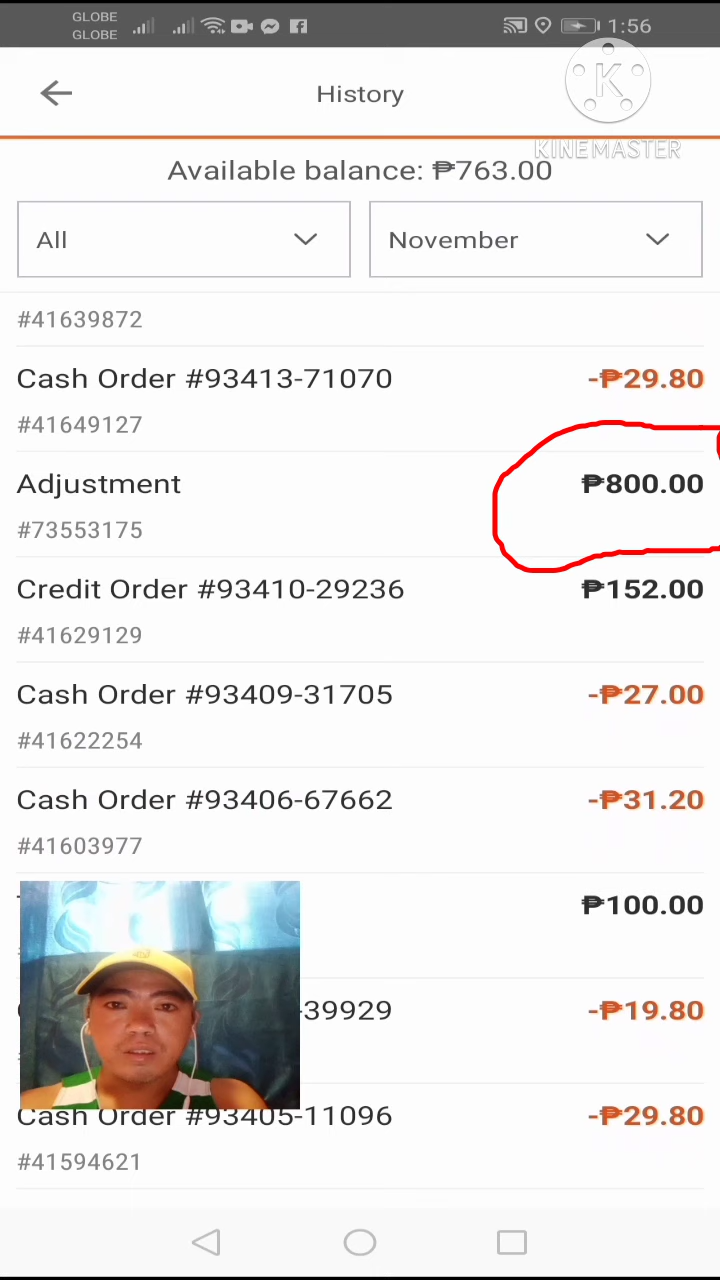 GLOBE
GLOBE
1:56
History
K
KINEMASTER
Available balance: ₱763.00
All
November
#41639872
Cash Order #93413-71070
-₱29.80
#41649127
Adjustment
₱800.00
#73553175
Credit Order #93410-29236
₱152.00
#41629129
Cash Order #93409-31705
-₱27.00
#41622254
Cash Order #93406-67662
-₱31.20
#41603977
₱100.00
-39929
-₱19.80
Cash Order #93405-11096
-₱29.80
#41594621